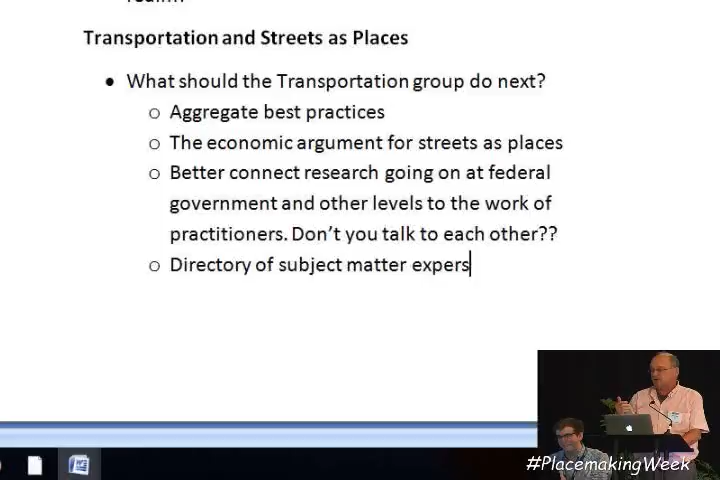 Transportation and Streets as Places
• What should the Transportation group do next?
o Aggregate best practices
o The economic argument for streets as places
o Better connect research going on at federal
government and other levels to the work of
practitioners. Don't you talk to each other??
o Directory of subject matter expers
#PlacemakingWeek